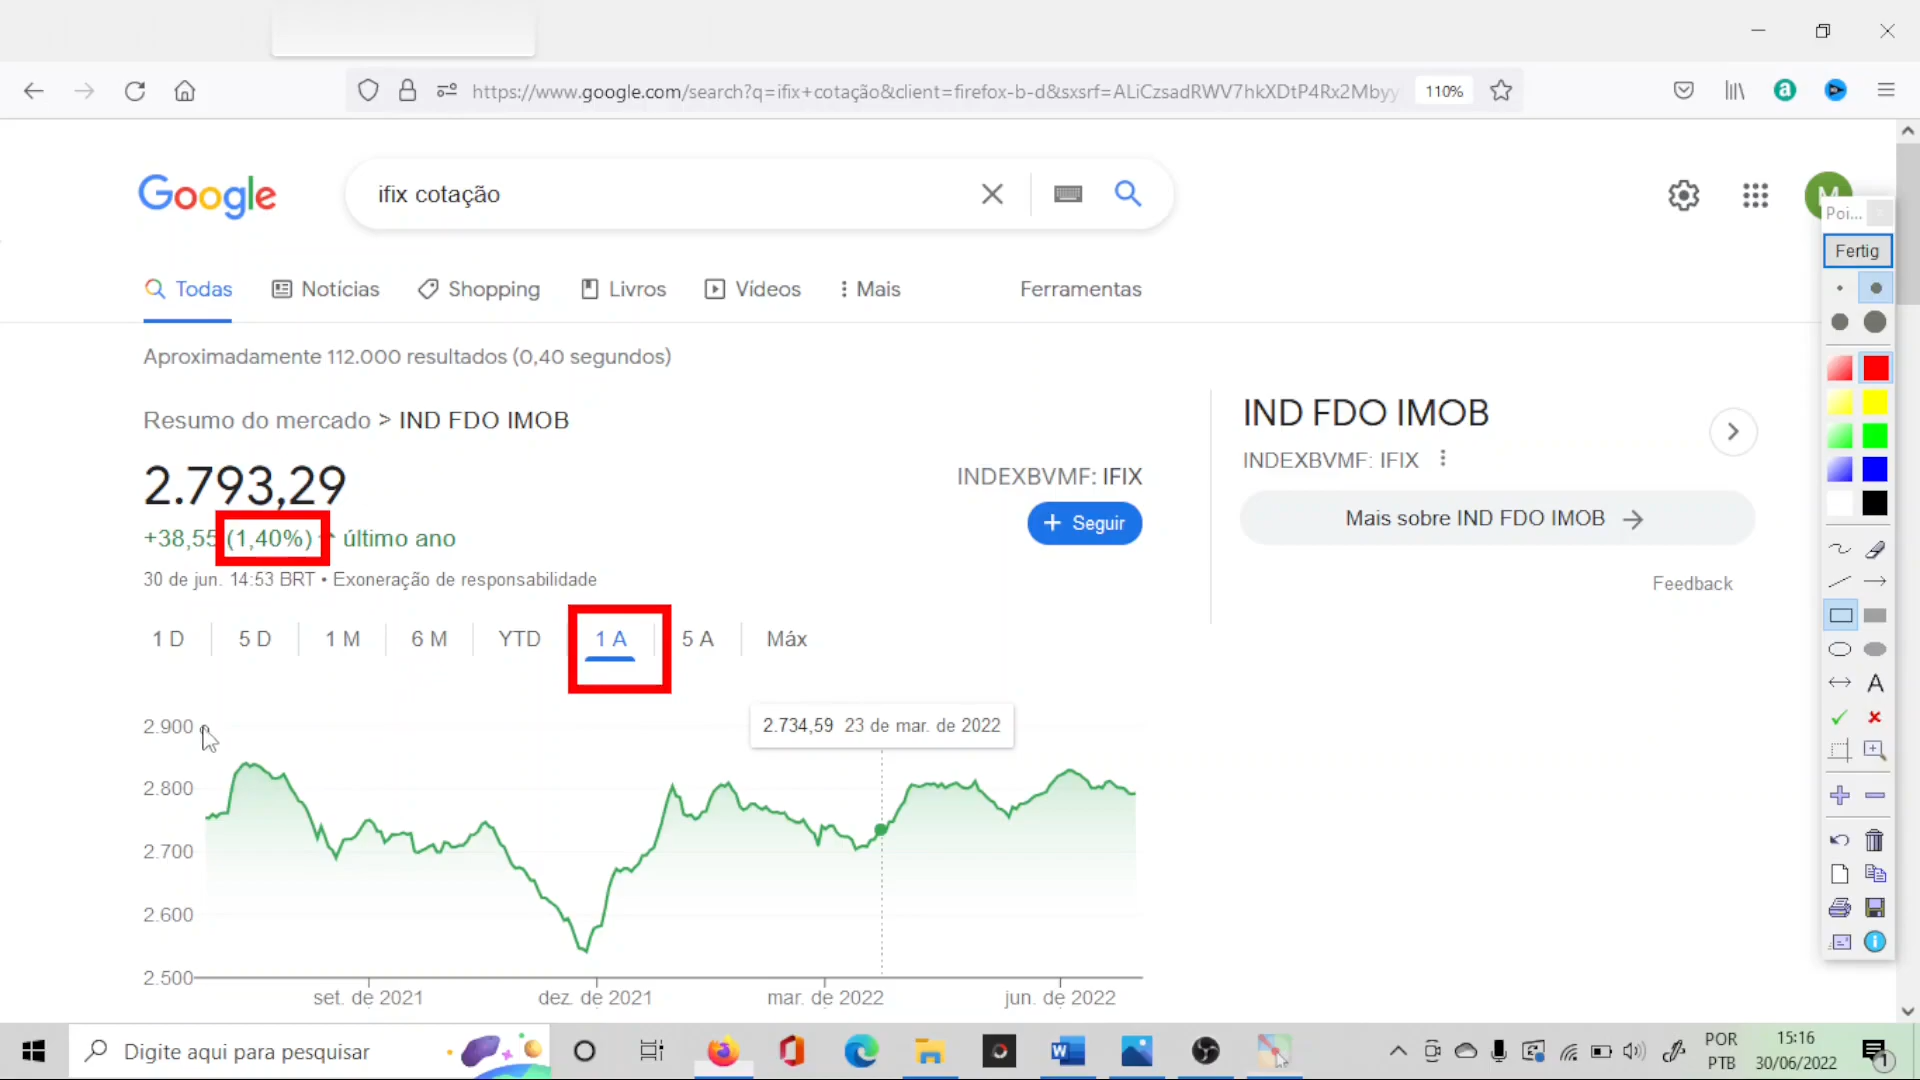 https://www.google.com/search?q=ifix+cotação&client=firefox-b-d&sxsrf=ALiCzsadRWV7hkXDtP4Rx2Mbyy
110%
Google
ifix cotação
M
Poi...
Fertig
Todas
Notícias
Shopping
Livros
Vídeos
Mais
Ferramentas
Aproximadamente 112.000 resultados (0,40 segundos)
Resumo do mercado > IND FDO IMOB
2.793,29
INDEXBVMF: IFIX
+38,55 (1,40%) último ano
+ Seguir
30 de jun. 14:53 BRT • Exoneração de responsabilidade
1 D
5 D
1 M
6 M
YTD
1 A
5 A
Máx
2.734,59 23 de mar. de 2022
2.900
2.800
2.700
2.600
2.500
set. de 2021
dez. de 2021
mar. de 2022
jun. de 2022
IND FDO IMOB
INDEXBVMF: IFIX
Mais sobre IND FDO IMOB
Feedback
A
Digite aqui para pesquisar
POR
PTB
15:16
30/06/2022
1